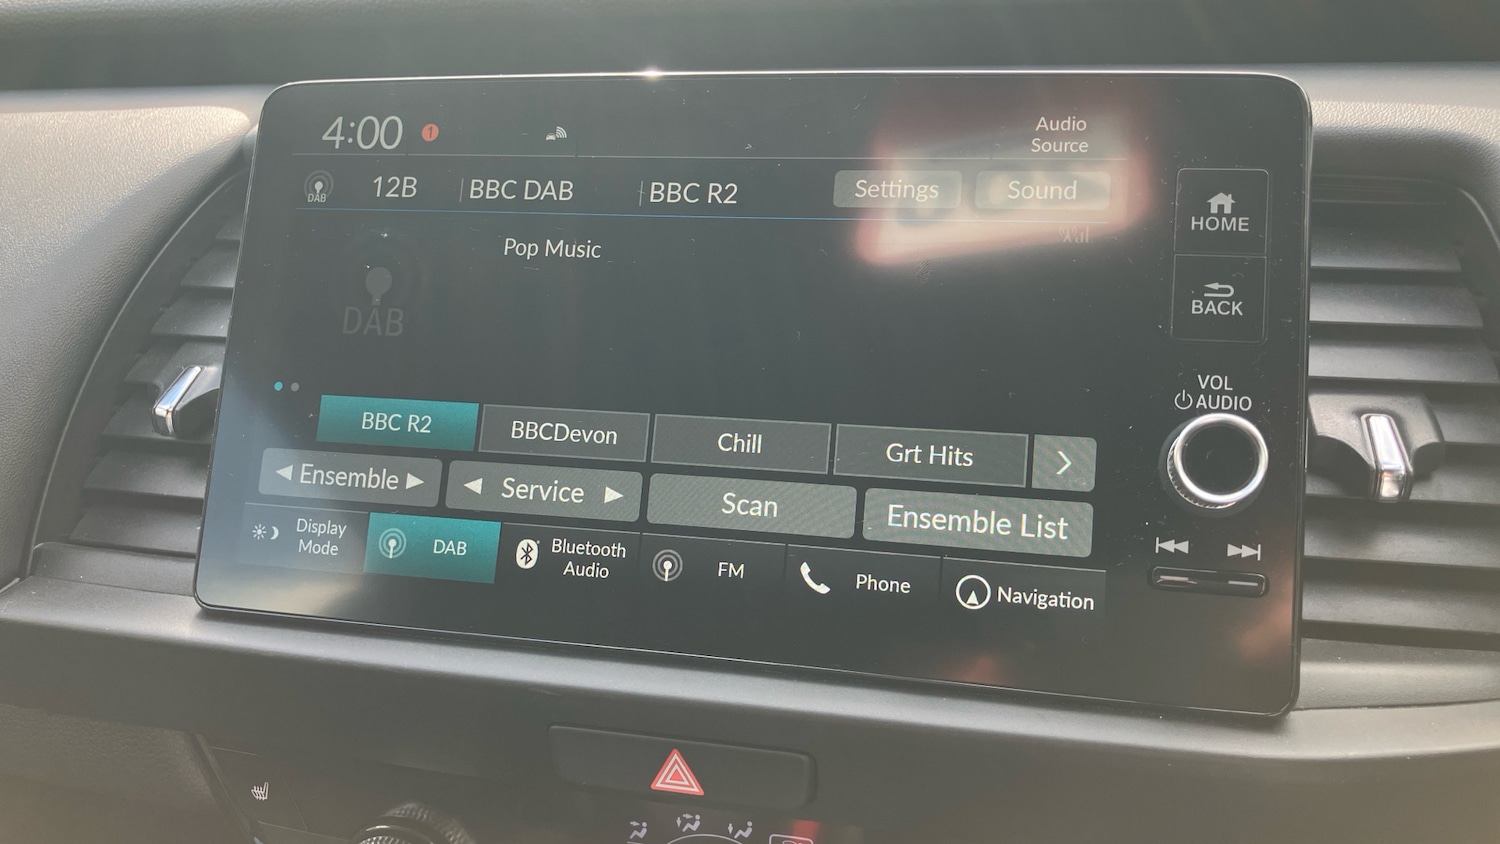 4:00 1
Audio
Source
DAB 12B BBC DAB BBC R2 Settings Sound
HOME
Pop Music
DAB
BACK
VOL
AUDIO
BBC R2 BBCDevon Chill Grt Hits
Ensemble Service Scan Ensemble List
Display
Mode
DAB
Bluetooth
Audio
FM Phone Navigation